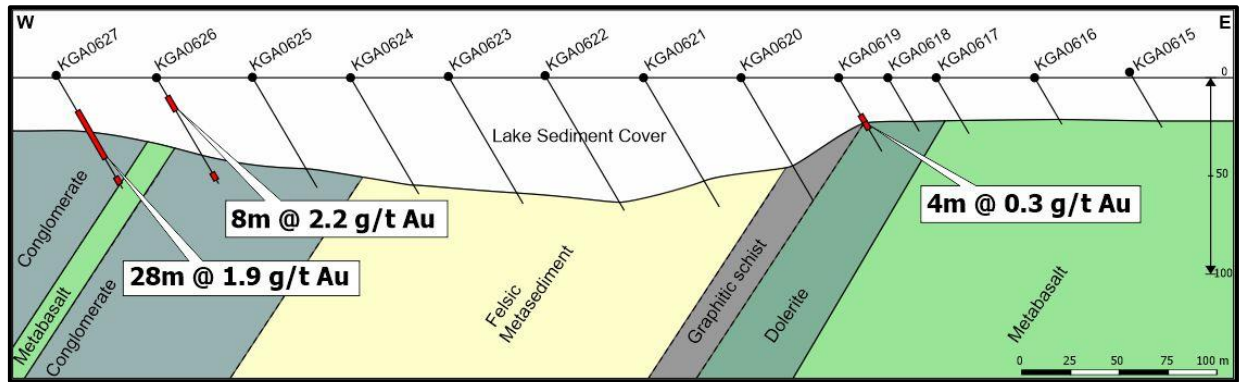 W
E
KGA0627
KGA0626
KGA0625
KGA0624
KGA0623
KGA0622
KGA0621
KGA0620
KGA0619
KGA0618
KGA0617
KGA0616
KGA0615
0
Lake Sediment Cover
50
100
8m @ 2.2 g/t Au
4m @ 0.3 g/t Au
28m @ 1.9 g/t Au
Conglomerate
Metabasalt
Conglomerate
Felsic
Metasediment
Graphitic schist
Dolerite
Metabasalt
0 25 50 75 100 m